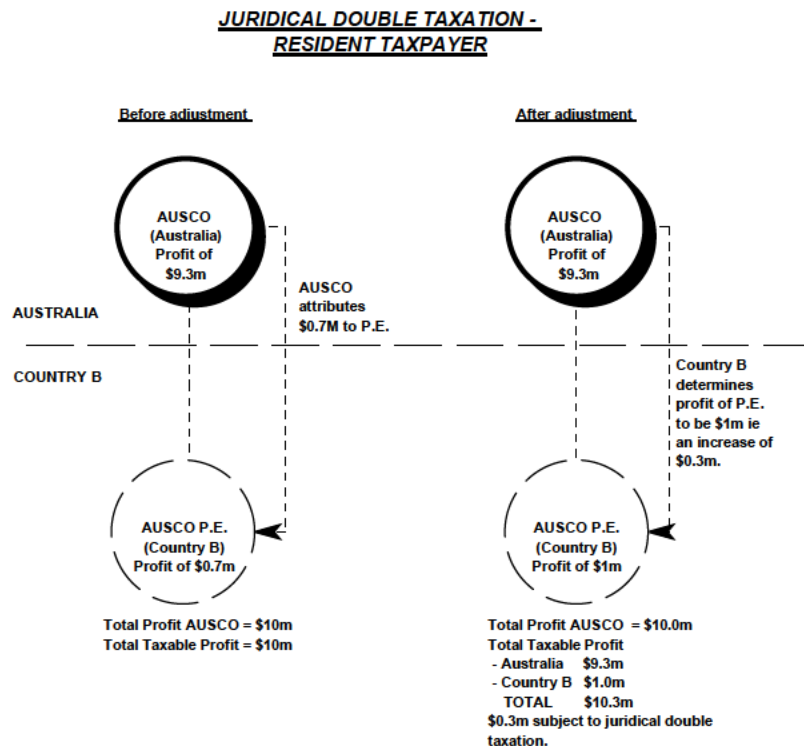 JURIDICAL DOUBLE TAXATION -
RESIDENT TAXPAYER
Before adjustment
AUSCO
(Australia)
Profit of
$9.3m
AUSCO
attributes
$0.7M to P.E.
AUSTRALIA
COUNTRY B
AUSCO P.E.
(Country B)
Profit of $0.7m
Total Profit AUSCO = $10m
Total Taxable Profit = $10m
After adjustment
AUSCO
(Australia)
Profit of
$9.3m
Country B
determines
profit of P.E.
to be $1m ie
an increase of
$0.3m.
AUSCO P.E.
(Country B)
Profit of $1m
Total Profit AUSCO = $10.0m
Total Taxable Profit
- Australia $9.3m
- Country B $1.0m
TOTAL $10.3m
$0.3m subject to juridical double
taxation.